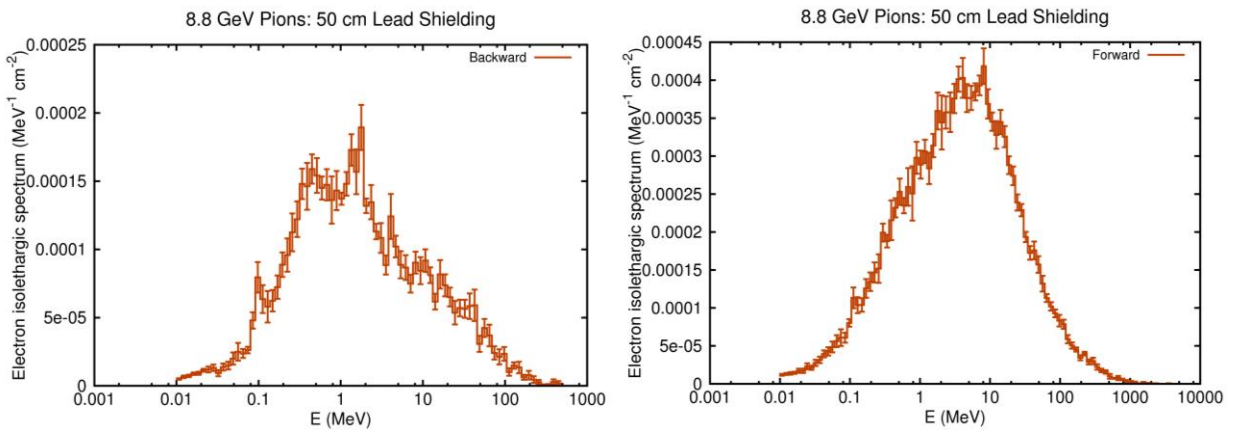 8.8 GeV Pions: 50 cm Lead Shielding
Electron isolethargic spectrum (MeV⁻¹ cm⁻²)
0.00025
0.0002
0.00015
0.0001
5e-05
0
Backward
0.001 0.01 0.1 1 10 100 1000
E (MeV)
8.8 GeV Pions: 50 cm Lead Shielding
Electron isolethargic spectrum (MeV⁻¹ cm⁻²)
0.00045
0.0004
0.00035
0.0003
0.00025
0.0002
0.00015
0.0001
5e-05
0
Forward
0.001 0.01 0.1 1 10 100 1000 10000
E (MeV)